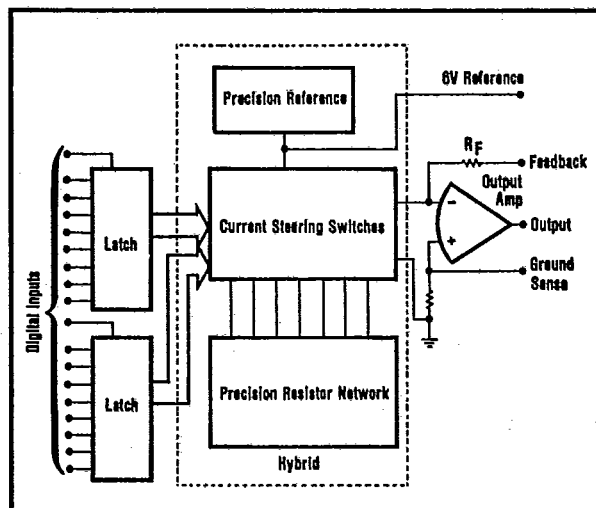 6V Reference
Precision Reference
R_F
Feedback
Output
Amp
Current Steering Switches
−
+
Output
Latch
Ground
Sense
Digital Inputs
Latch
Precision Resistor Network
Hybrid